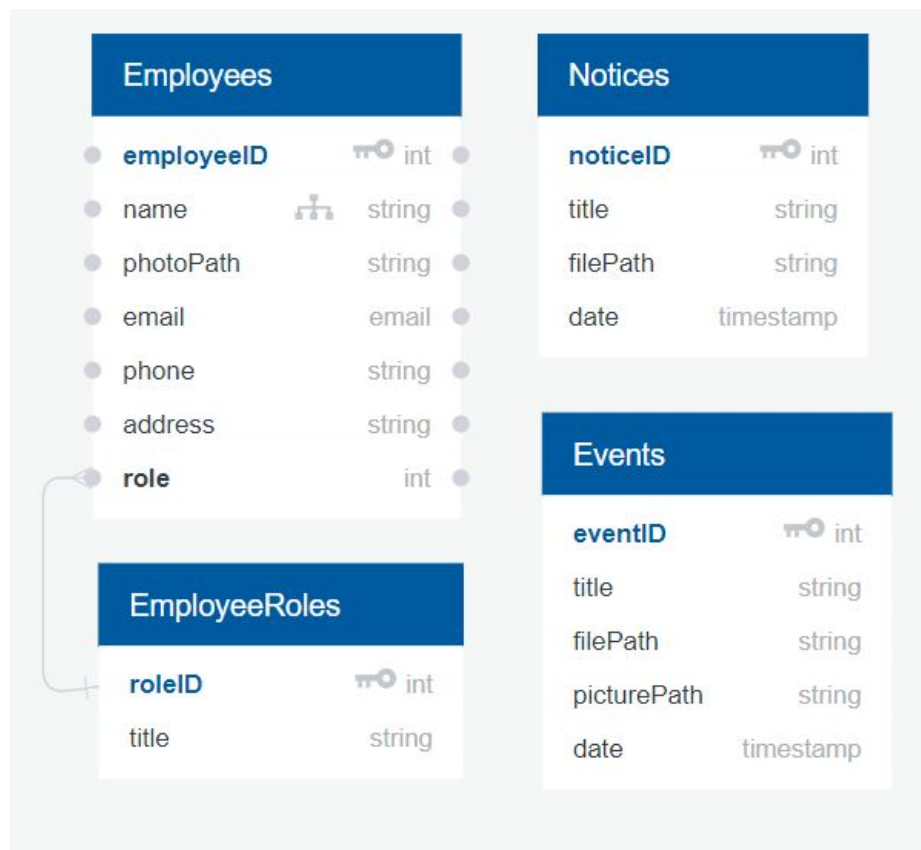 Employees
employeeID int
name string
photoPath string
email email
phone string
address string
role int
EmployeeRoles
roleID int
title string
Notices
noticeID int
title string
filePath string
date timestamp
Events
eventID int
title string
filePath string
picturePath string
date timestamp